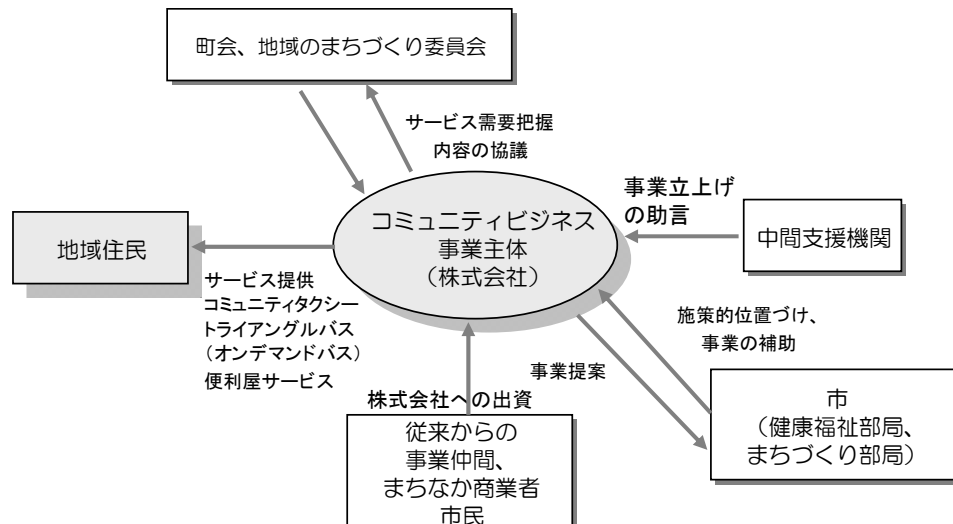 町会、地域のまちづくり委員会
サービス需要把握
内容の協議
コミュニティビジネス
事業主体
（株式会社）
事業立上げ
の助言
中間支援機関
地域住民
サービス提供
コミュニティタクシー
トライアングルバス
（オンデマンドバス）
便利屋サービス
施策的位置づけ、
事業の補助
事業提案
株式会社への出資
従来からの
事業仲間、
まちなか商業者
市民
市
（健康福祉部局、
まちづくり部局）